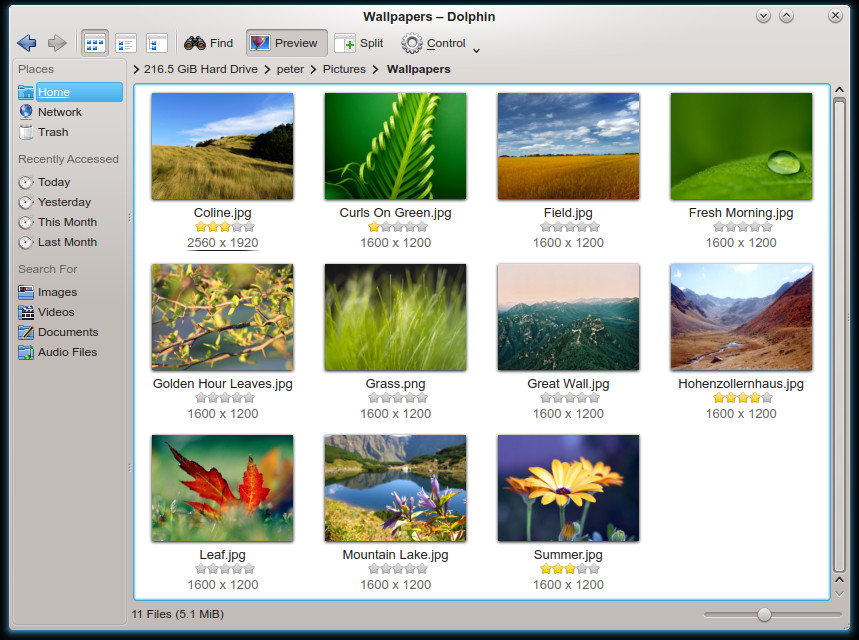 Wallpapers – Dolphin
Find Preview Split Control
Places
Home
Network
Trash
Recently Accessed
Today
Yesterday
This Month
Last Month
Search For
Images
Videos
Documents
Audio Files
216.5 GiB Hard Drive > peter > Pictures > Wallpapers
Coline.jpg Curls On Green.jpg Field.jpg Fresh Morning.jpg
2560 x 1920 1600 x 1200 1600 x 1200 1600 x 1200
Golden Hour Leaves.jpg Grass.png Great Wall.jpg Hohenzollernhaus.jpg
1600 x 1200 1600 x 1200 1600 x 1200 1600 x 1200
Leaf.jpg Mountain Lake.jpg Summer.jpg
1600 x 1200 1600 x 1200 1600 x 1200
11 Files (5.1 MiB)